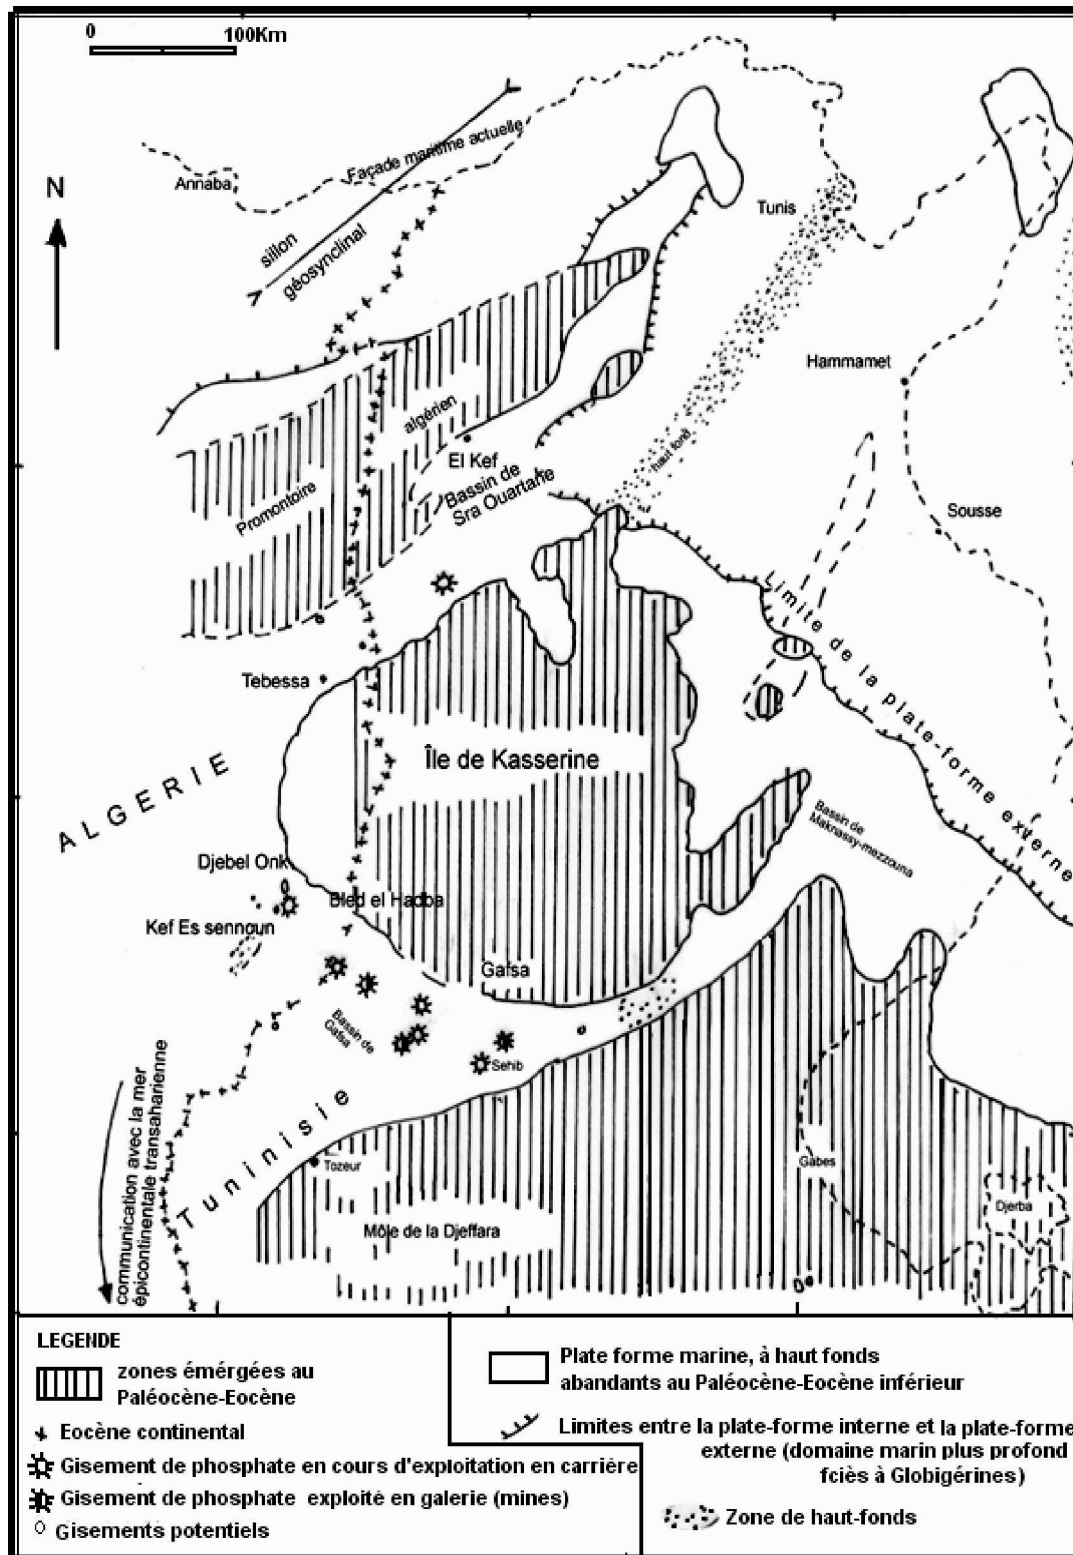 0 100Km
Façade maritime actuelle
Annaba
N
Tunis
sillon
géosynclinal
Hammamet
algérien
haut fond
El Kef
Bassin de
Sra Ouartane
Promontoire
Sousse
Limite de la plate-forme externe
Tebessa
Île de Kasserine
ALGERIE
Bassin de
Maknassy-mezzouna
Djebel Onk
Bled el Hadba
Kef Es sennoun
Gafsa
Bassin de
Gafsa
Sehib
communication avec la mer
épicontinentale transaharienne
Tuninisie
Tozeur
Gabes
Djerba
Môle de la Djeffara
LEGENDE
zones émérgées au
Paléocène-Eocène
Eocène continental
Gisement de phosphate en cours d'exploitation en carrière
Gisement de phosphate exploité en galerie (mines)
Gisements potentiels
Plate forme marine, à haut fonds
abandants au Paléocène-Eocène inférieur
Limites entre la plate-forme interne et la plate-forme
externe (domaine marin plus profond
fciès à Globigérines)
Zone de haut-fonds